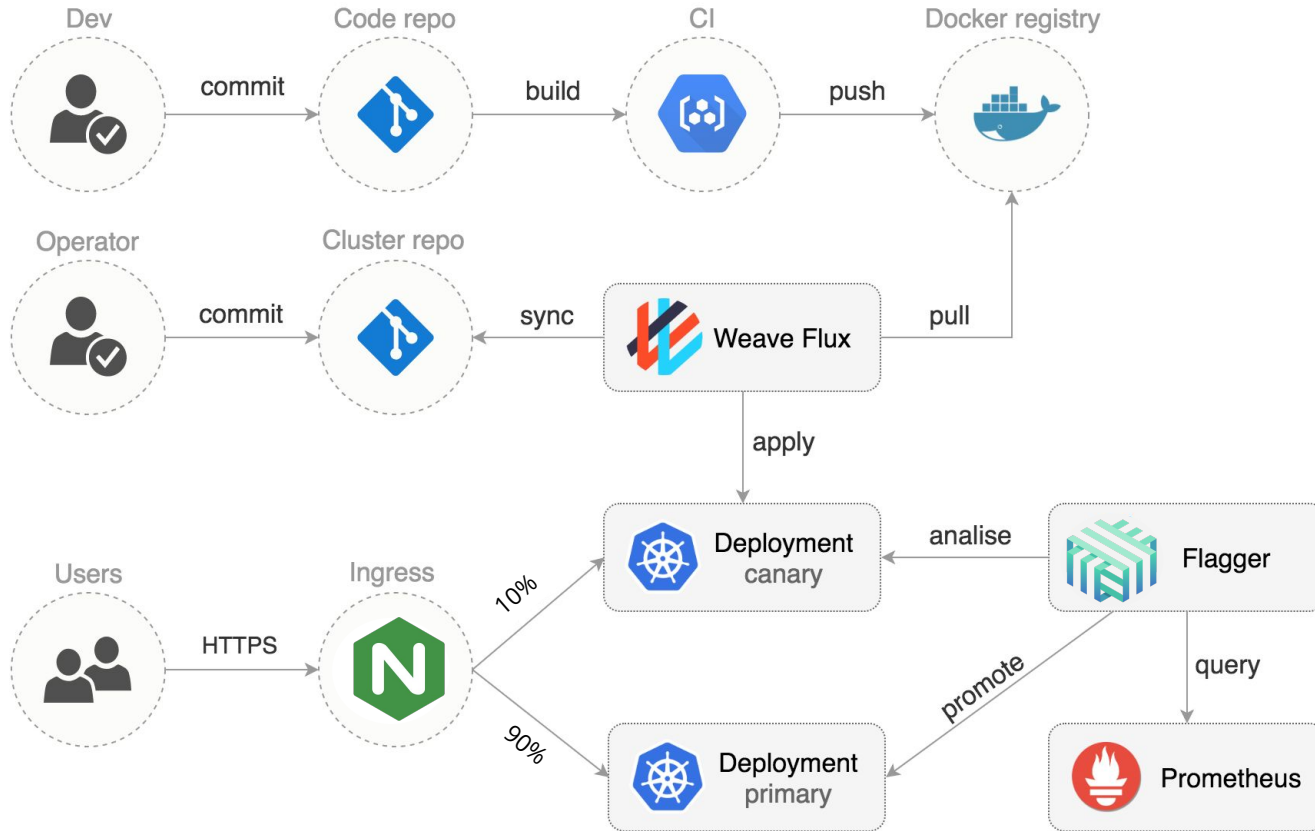 Dev
Code repo
CI
Docker registry
commit
build
push
Operator
Cluster repo
commit
sync
Weave Flux
pull
apply
Users
Ingress
Deployment
canary
analise
Flagger
HTTPS
10%
90%
promote
query
Deployment
primary
Prometheus